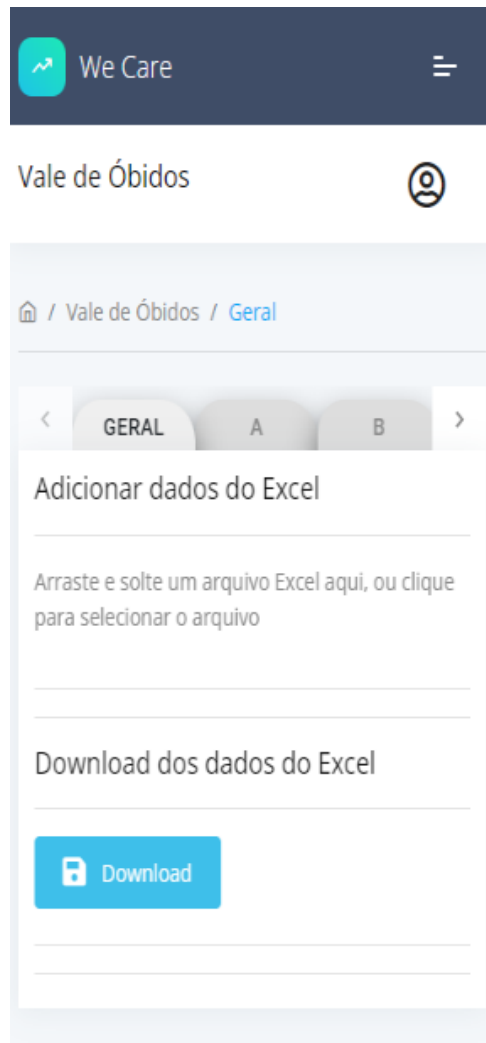 We Care
Vale de Óbidos
/ Vale de Óbidos / Geral
GERAL A B
Adicionar dados do Excel
Arraste e solte um arquivo Excel aqui, ou clique
para selecionar o arquivo
Download dos dados do Excel
Download